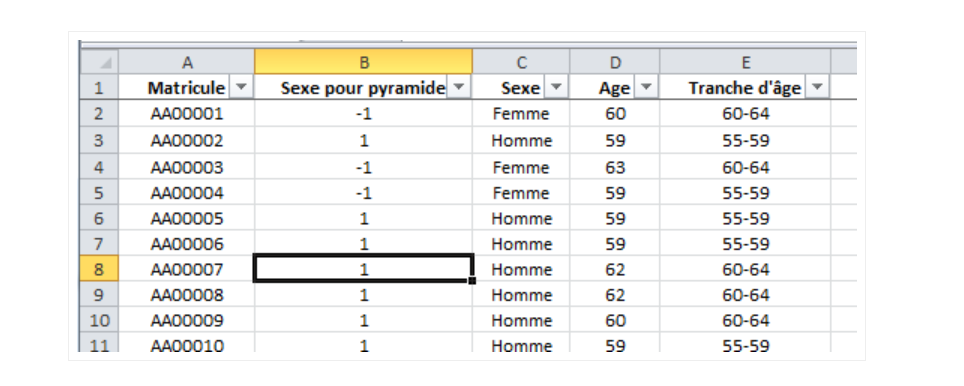 A B C D E
1 Matricule Sexe pour pyramide Sexe Age Tranche d'âge
2 AA00001 -1 Femme 60 60-64
3 AA00002 1 Homme 59 55-59
4 AA00003 -1 Femme 63 60-64
5 AA00004 -1 Femme 59 55-59
6 AA00005 1 Homme 59 55-59
7 AA00006 1 Homme 59 55-59
8 AA00007 1 Homme 62 60-64
9 AA00008 1 Homme 62 60-64
10 AA00009 1 Homme 60 60-64
11 AA00010 1 Homme 59 55-59